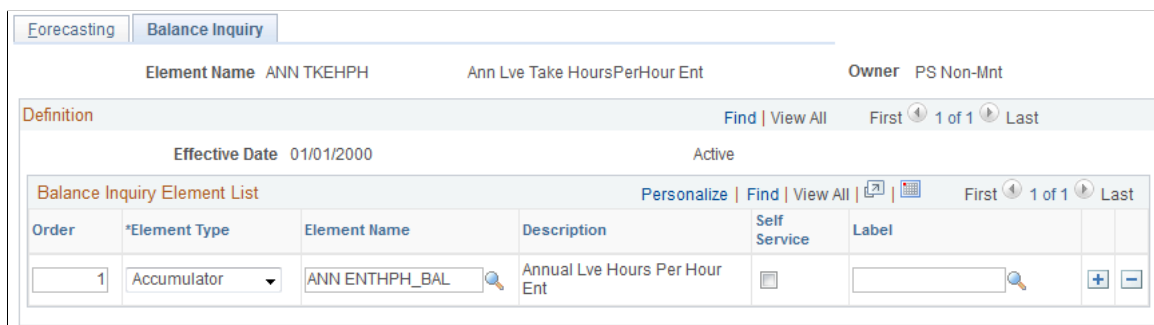 Forecasting Balance Inquiry
Element Name ANN TKEHPH Ann Lve Take HoursPerHour Ent Owner PS Non-Mnt
Definition Find | View All First 1 of 1 Last
Effective Date 01/01/2000 Active
Balance Inquiry Element List Personalize | Find | View All | | First 1 of 1 Last
Order *Element Type Element Name Description Self Service Label
1 Accumulator ANN ENTHPH_BAL Annual Lve Hours Per Hour Ent